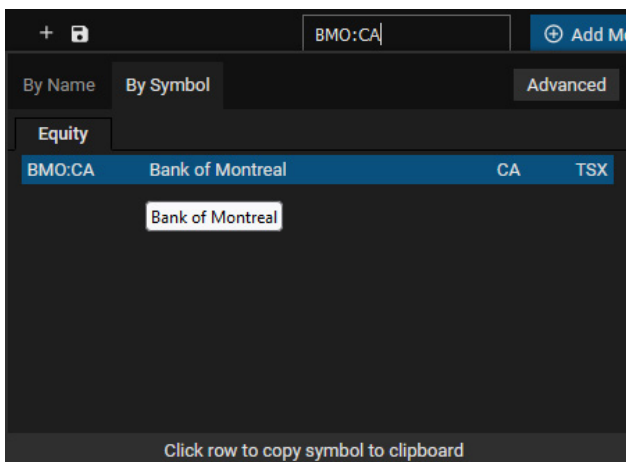 + BMO:CA Add M
By Name By Symbol Advanced
Equity
BMO:CA Bank of Montreal CA TSX
Bank of Montreal
Click row to copy symbol to clipboard